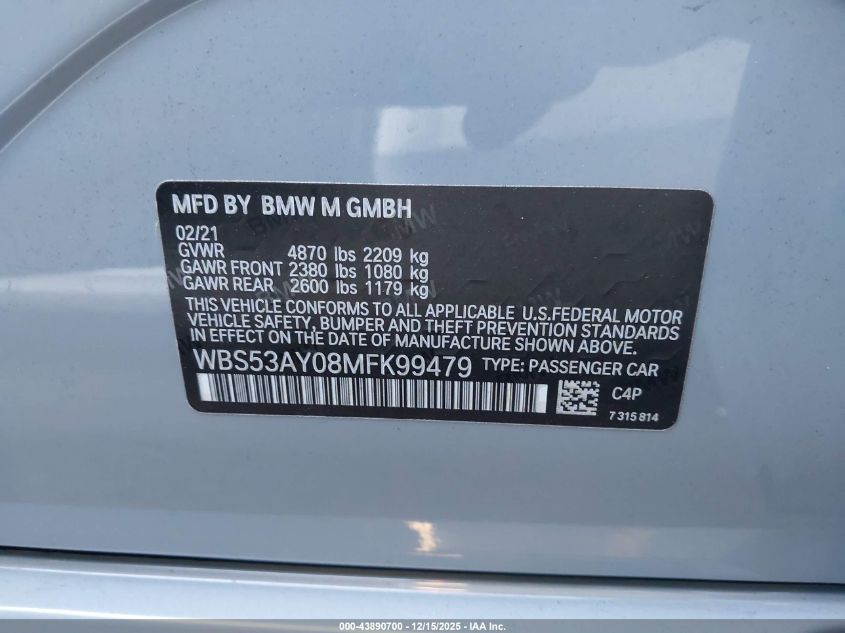 MFD BY BMW M GMBH
02/21
GVWR 4870 lbs 2209 kg
GAWR FRONT 2380 lbs 1080 kg
GAWR REAR 2600 lbs 1179 kg
THIS VEHICLE CONFORMS TO ALL APPLICABLE U.S.FEDERAL MOTOR
VEHICLE SAFETY, BUMPER AND THEFT PREVENTION STANDARDS
IN EFFECT ON THE DATE OF MANUFACTURE SHOWN ABOVE.
WBS53AY08MFK99479 TYPE: PASSENGER CAR
C4P
7 315 814
000-43890700 - 12/15/2025 - IAA Inc.